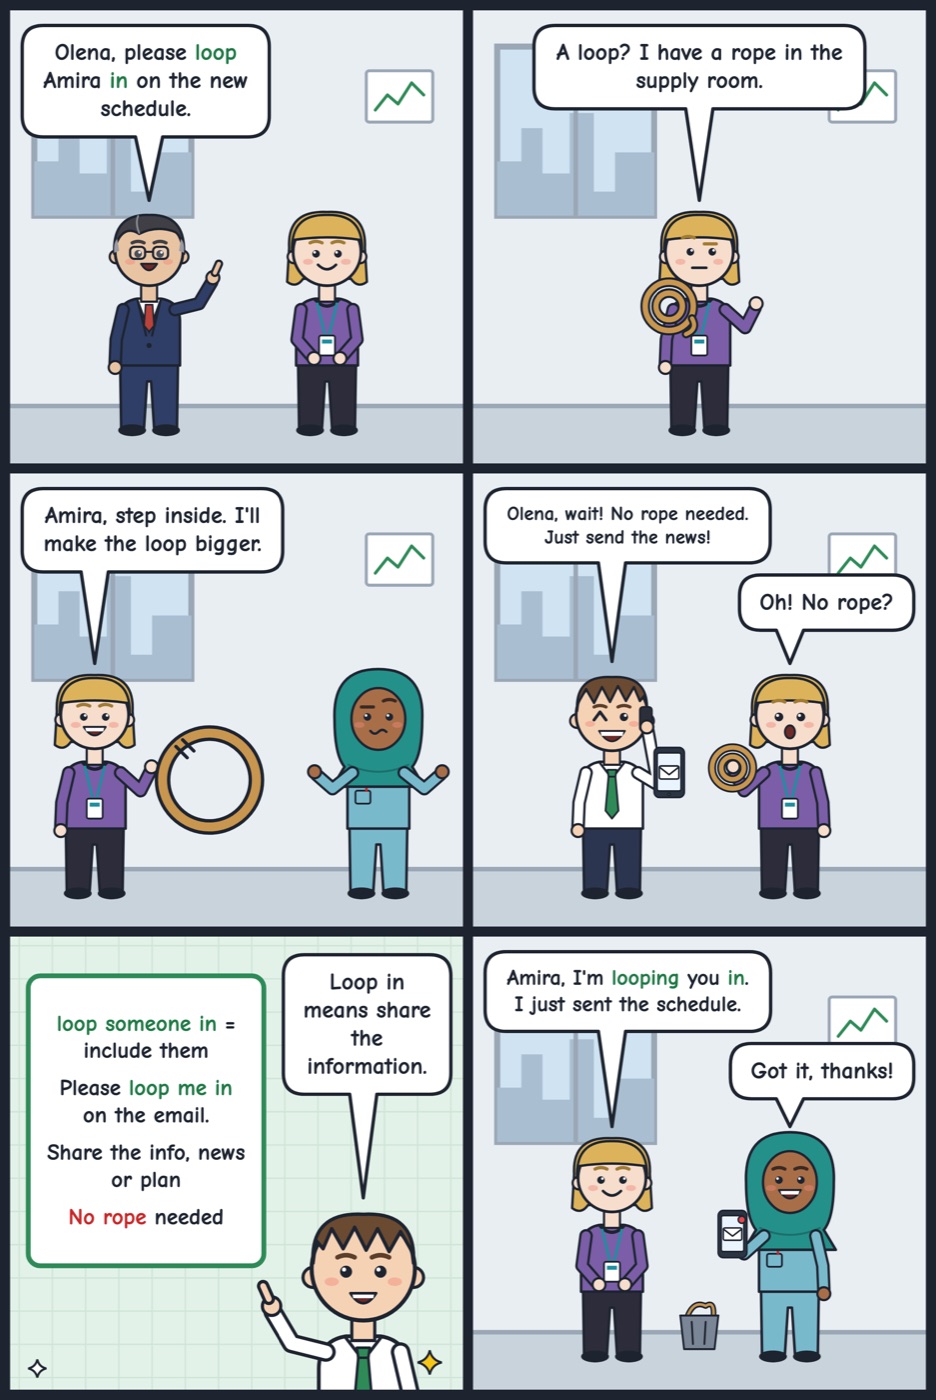 Olena, please loop
Amira in on the new
schedule.
A loop? I have a rope in the
supply room.
Amira, step inside. I'll
make the loop bigger.
Olena, wait! No rope needed.
Just send the news!
Oh! No rope?
loop someone in =
include them
Please loop me in
on the email.
Share the info, news
or plan
No rope needed
Loop in
means share
the
information.
Amira, I'm looping you in.
I just sent the schedule.
Got it, thanks!